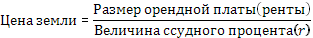 Цена земли = Размер орендной платы(ренты)
Величина ссудного процента(r)